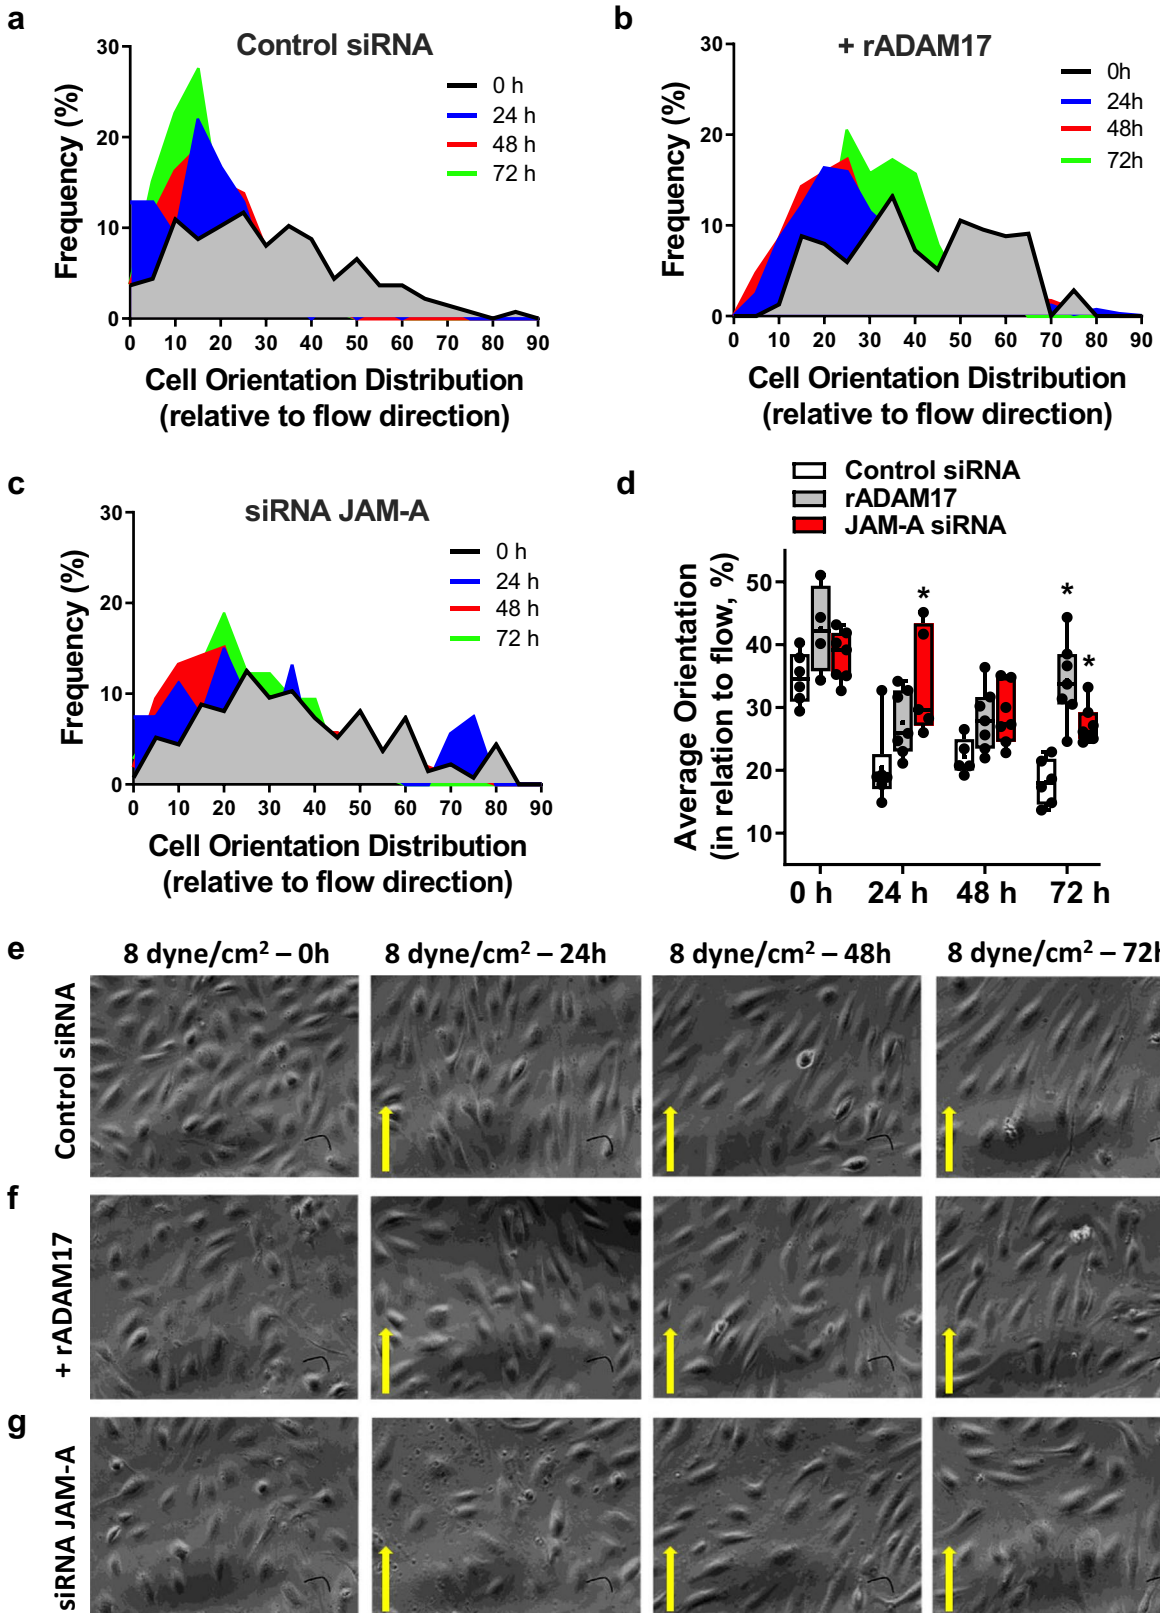 a
Control siRNA
30
20
10
0
Frequency (%)
0 h
24 h
48 h
72 h
0 10 20 30 40 50 60 70 80 90
Cell Orientation Distribution
(relative to flow direction)
b
+ rADAM17
30
20
10
0
Frequency (%)
0h
24h
48h
72h
0 10 20 30 40 50 60 70 80 90
Cell Orientation Distribution
(relative to flow direction)
c
siRNA JAM-A
30
20
10
0
Frequency (%)
0 h
24 h
48 h
72 h
0 10 20 30 40 50 60 70 80 90
Cell Orientation Distribution
(relative to flow direction)
d
Control siRNA
rADAM17
JAM-A siRNA
Average Orientation
(in relation to flow, %)
50
40
30
20
10
*
*
*
0 h 24 h 48 h 72 h
e
8 dyne/cm² – 0h 8 dyne/cm² – 24h 8 dyne/cm² – 48h 8 dyne/cm² – 72h
Control siRNA
f
+ rADAM17
g
siRNA JAM-A